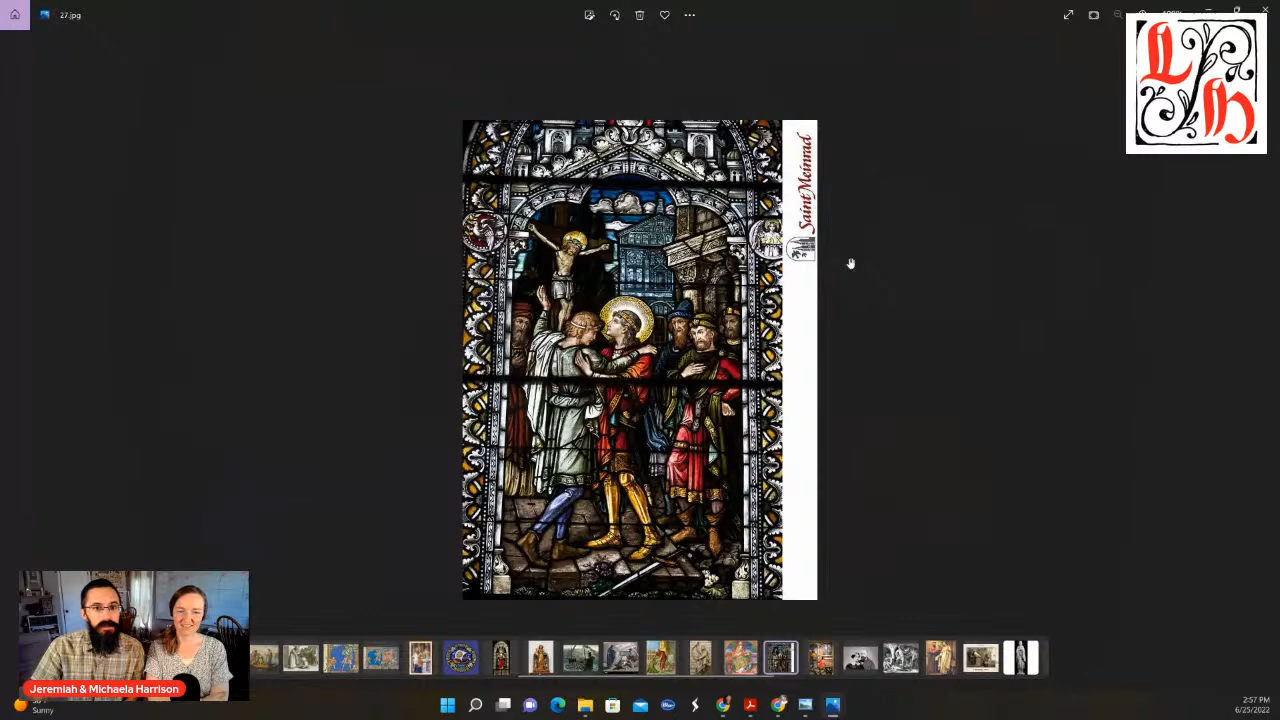 27.jpg
L
H
Saint Meinrad
Jeremiah & Michaela Harrison
Sunny
2:57 PM
6/25/2022